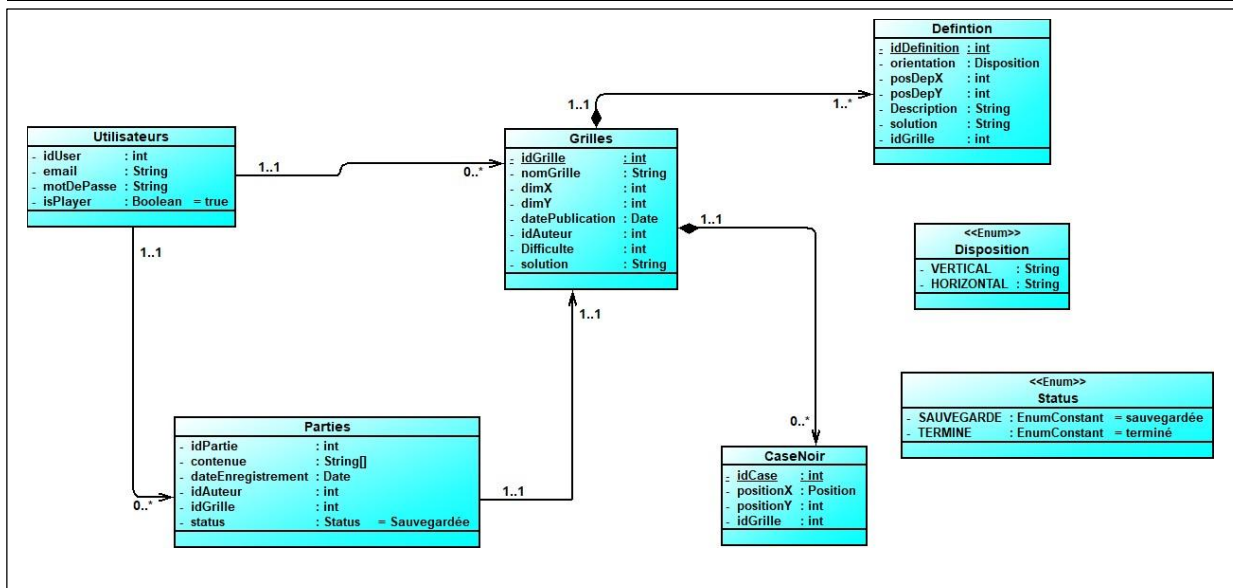 Defintion
- idDefinition : int
- orientation : Disposition
- posDepX : int
- posDepY : int
- Description : String
- solution : String
- idGrille : int
1..1
1..*
Utilisateurs
- idUser : int
- email : String
- motDePasse : String
- isPlayer : Boolean = true
1..1
0..*
1..1
Grilles
- idGrille : int
- nomGrille : String
- dimX : int
- dimY : int
- datePublication : Date
- idAuteur : int
- Difficulte : int
- solution : String
1..1
1..1
<<Enum>>
Disposition
- VERTICAL : String
- HORIZONTAL : String
<<Enum>>
Status
- SAUVEGARDE : EnumConstant = sauvegardée
- TERMINE : EnumConstant = terminé
Parties
- idPartie : int
- contenue : String[]
- dateEnregistrement : Date
- idAuteur : int
- idGrille : int
- status : Status = Sauvegardée
0..*
1..1
0..*
CaseNoir
- idCase : int
- positionX : Position
- positionY : int
- idGrille : int